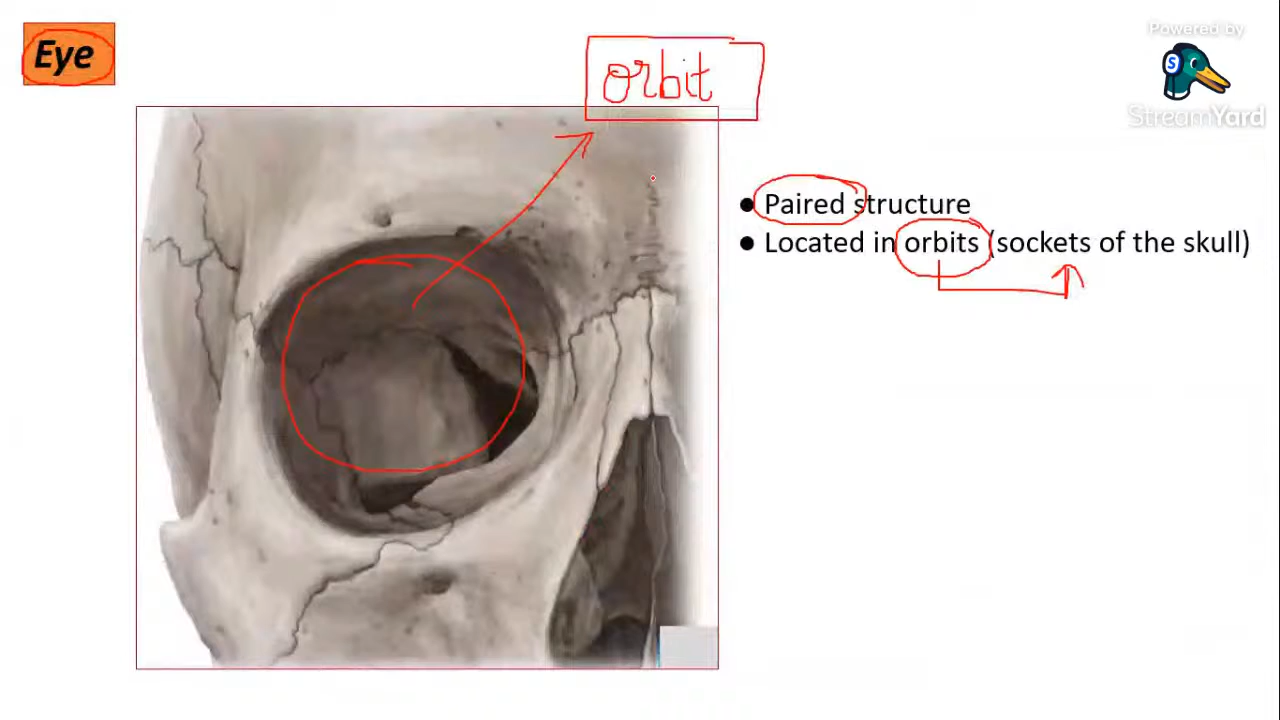 Eye
orbit
Powered by
S
StreamYard
● Paired structure
● Located in orbits (sockets of the skull)